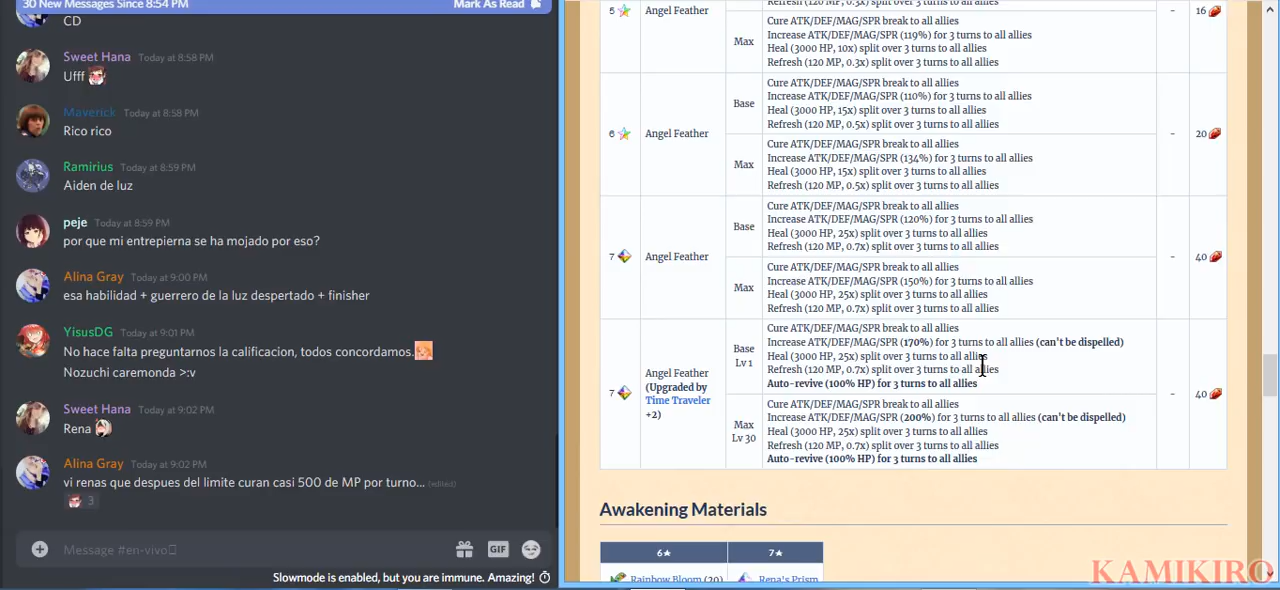 30 New Messages Since 8:54 PM
Mark As Read
CD
Sweet Hana Today at 8:58 PM
Ufff
Maverick Today at 8:58 PM
Rico rico
Ramirius Today at 8:59 PM
Aiden de luz
peje Today at 8:59 PM
por que mi entrepierna se ha mojado por eso?
Alina Gray Today at 9:00 PM
esa habilidad + guerrero de la luz despertado + finisher
YisusDG Today at 9:01 PM
No hace falta preguntarnos la calificacion, todos concordamos.
Nozuchi caremonda >:v
Sweet Hana Today at 9:02 PM
Rena
Alina Gray Today at 9:02 PM
vi renas que despues del limite curan casi 500 de MP por turno... (edited)
3
Message #en-vivo
GIF
Slowmode is enabled, but you are immune. Amazing!
5 Angel Feather
Refresh (120 MP, 0.3x) split over 3 turns to all allies
- 16
Max
Cure ATK/DEF/MAG/SPR break to all allies
Increase ATK/DEF/MAG/SPR (119%) for 3 turns to all allies
Heal (3000 HP, 10x) split over 3 turns to all allies
Refresh (120 MP, 0.3x) split over 3 turns to all allies
6 Angel Feather
Base
Cure ATK/DEF/MAG/SPR break to all allies
Increase ATK/DEF/MAG/SPR (110%) for 3 turns to all allies
Heal (3000 HP, 15x) split over 3 turns to all allies
Refresh (120 MP, 0.5x) split over 3 turns to all allies
- 20
Max
Cure ATK/DEF/MAG/SPR break to all allies
Increase ATK/DEF/MAG/SPR (134%) for 3 turns to all allies
Heal (3000 HP, 15x) split over 3 turns to all allies
Refresh (120 MP, 0.5x) split over 3 turns to all allies
7 Angel Feather
Base
Cure ATK/DEF/MAG/SPR break to all allies
Increase ATK/DEF/MAG/SPR (120%) for 3 turns to all allies
Heal (3000 HP, 25x) split over 3 turns to all allies
Refresh (120 MP, 0.7x) split over 3 turns to all allies
- 40
Max
Cure ATK/DEF/MAG/SPR break to all allies
Increase ATK/DEF/MAG/SPR (150%) for 3 turns to all allies
Heal (3000 HP, 25x) split over 3 turns to all allies
Refresh (120 MP, 0.7x) split over 3 turns to all allies
7 Angel Feather
(Upgraded by
Time Traveler
+2)
Base
Lv 1
Cure ATK/DEF/MAG/SPR break to all allies
Increase ATK/DEF/MAG/SPR (170%) for 3 turns to all allies (can't be dispelled)
Heal (3000 HP, 25x) split over 3 turns to all allies
Refresh (120 MP, 0.7x) split over 3 turns to all allies
Auto-revive (100% HP) for 3 turns to all allies
- 40
Max
Lv 30
Cure ATK/DEF/MAG/SPR break to all allies
Increase ATK/DEF/MAG/SPR (200%) for 3 turns to all allies (can't be dispelled)
Heal (3000 HP, 25x) split over 3 turns to all allies
Refresh (120 MP, 0.7x) split over 3 turns to all allies
Auto-revive (100% HP) for 3 turns to all allies
Awakening Materials
6★ 7★
Rainbow Bloom (20) Rena's Prism
KAMIKIRO